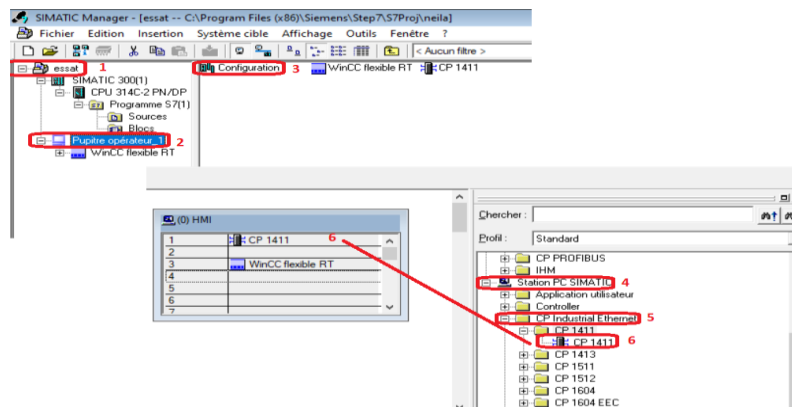 SIMATIC Manager - [essat -- C:\Program Files (x86)\Siemens\Step7\S7Proj\neila]
Fichier Edition Insertion Système cible Affichage Outils Fenêtre ?
< Aucun filtre >
essat 1
SIMATIC 300(1)
CPU 314C-2 PN/DP
Programme S7(1)
Sources
Blocs
Pupitre opérateur_1 2
WinCC flexible RT
Configuration 3 WinCC flexible RT CP 1411
(0) HMI
1 CP 1411 6
2
3 WinCC flexible RT
4
5
6
7
Chercher :
Profil : Standard
CP PROFIBUS
IHM
Station PC SIMATIC 4
Application utilisateur
Controller
CP Industrial Ethernet 5
CP 1411
CP 1411 6
CP 1413
CP 1511
CP 1512
CP 1604
CP 1604 EEC